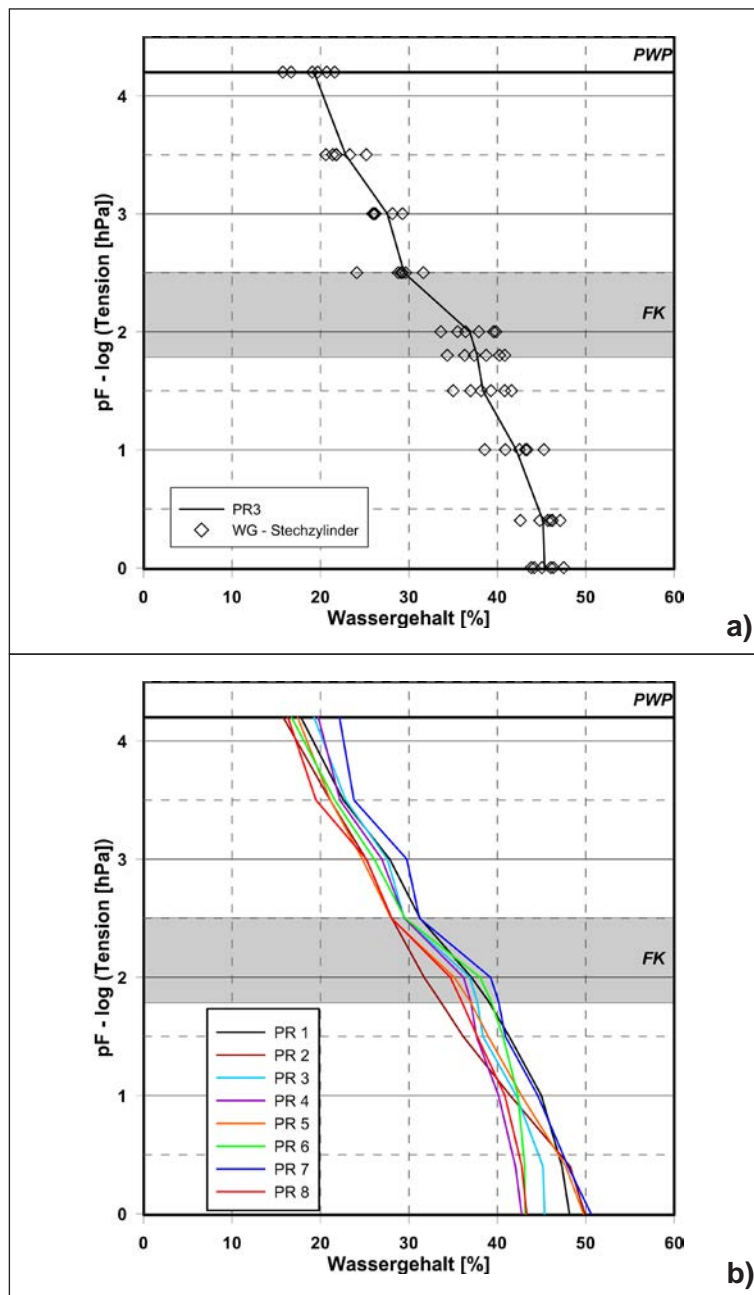 PWP
4
3
2
1
0
pF - log (Tension [hPa])
FK
PR3
WG - Stechzylinder
0 10 20 30 40 50 60
Wassergehalt [%]
a)
PWP
4
3
2
1
0
pF - log (Tension [hPa])
FK
PR 1
PR 2
PR 3
PR 4
PR 5
PR 6
PR 7
PR 8
0 10 20 30 40 50 60
Wassergehalt [%]
b)